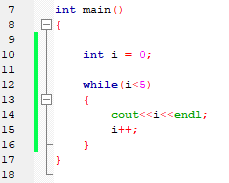 7 int main()
8 {
9
10 int i = 0;
11
12 while(i<5)
13 {
14 cout<<i<<endl;
15 i++;
16 }
17 }
18